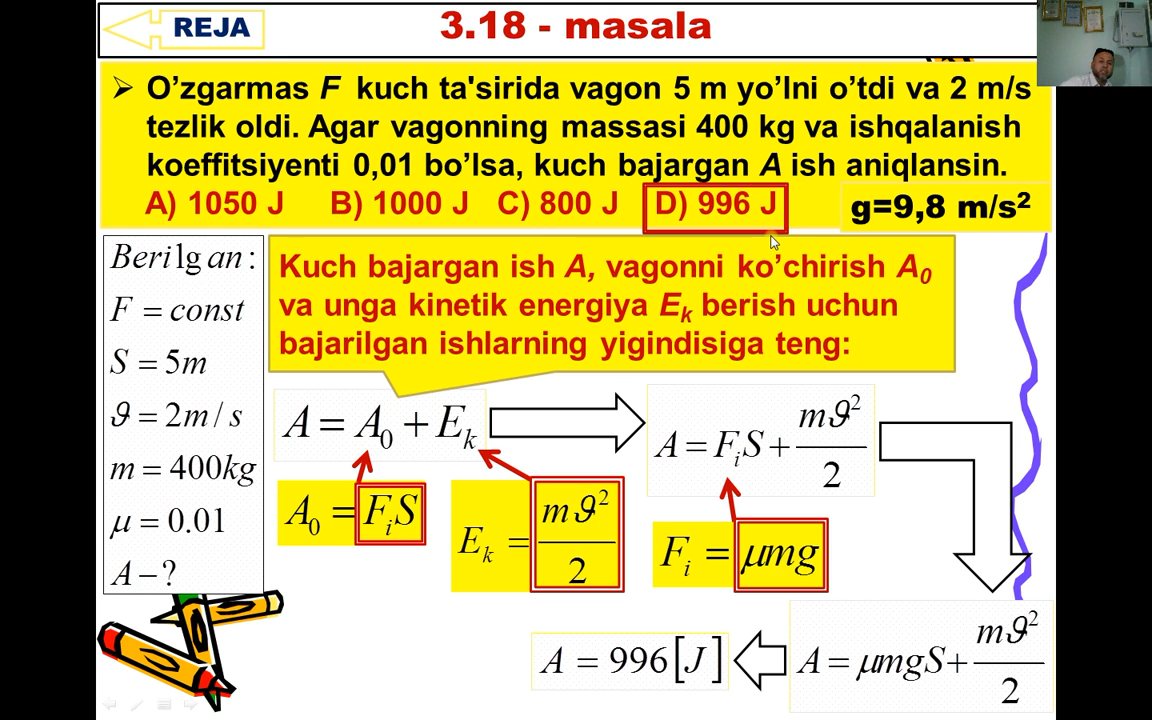 REJA
3.18 - masala
➢ O’zgarmas F kuch ta'sirida vagon 5 m yo’lni o’tdi va 2 m/s
tezlik oldi. Agar vagonning massasi 400 kg va ishqalanish
koeffitsiyenti 0,01 bo’lsa, kuch bajargan A ish aniqlansin.
A) 1050 J B) 1000 J C) 800 J D) 996 J
g=9,8 m/s²
Berilgan:
F = const
S = 5m
ϑ = 2m/s
m = 400kg
μ = 0.01
A − ?
Kuch bajargan ish A, vagonni ko’chirish A₀
va unga kinetik energiya Eₖ berish uchun
bajarilgan ishlarning yigindisiga teng:
A = A₀ + Eₖ
A = FᵢS + mϑ²/2
A₀ = FᵢS
Eₖ = mϑ²/2
Fᵢ = μmg
A = μmgS + mϑ²/2
A = 996[J]